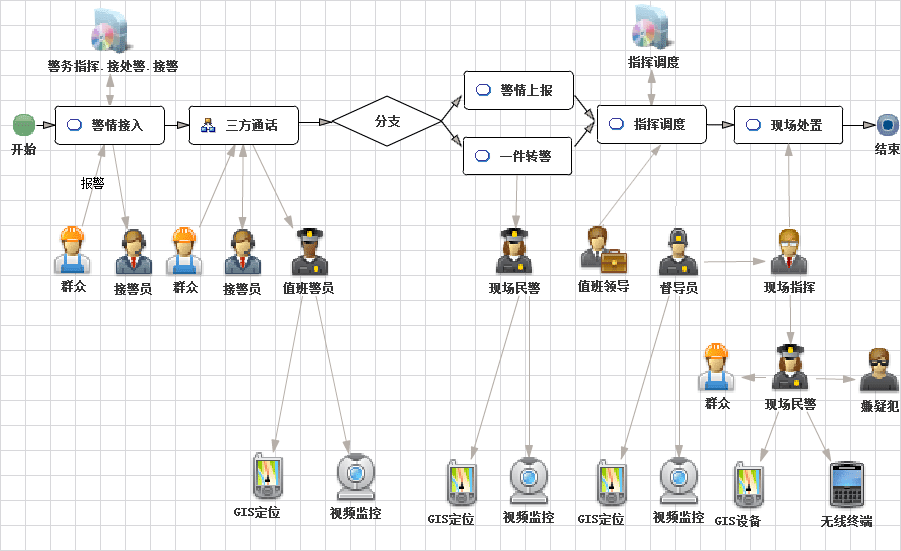 警务指挥.接处警.接警
指挥调度
开始
警情接入
三方通话
分支
警情上报
一件转警
指挥调度
现场处置
结束
报警
群众
接警员
群众
接警员
值班警员
现场民警
值班领导
督导员
现场指挥
群众
现场民警
嫌疑犯
GIS定位
视频监控
GIS定位
视频监控
GIS定位
视频监控
GIS设备
无线终端